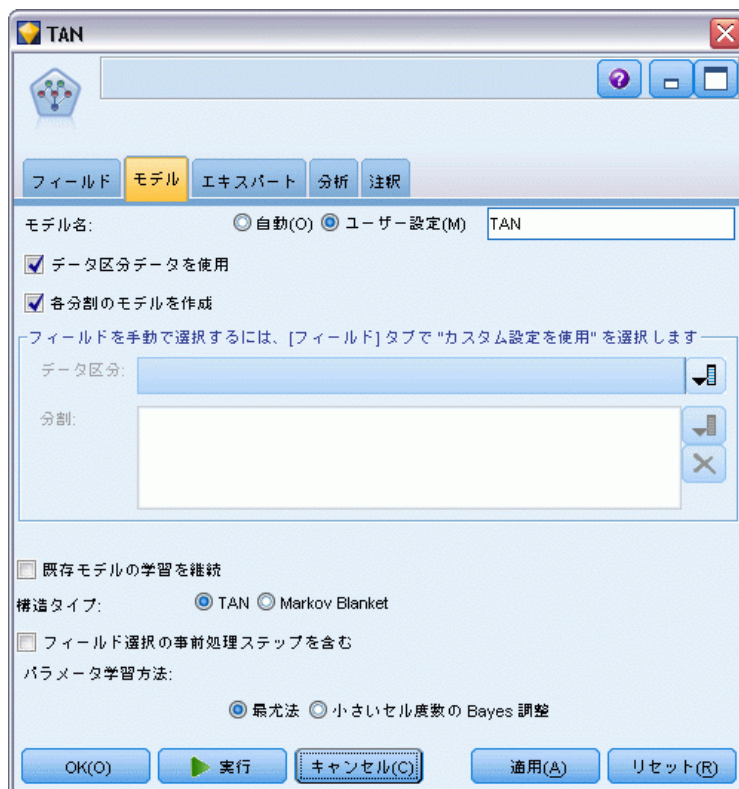 TAN
フィールド モデル エキスパート 分析 注釈
モデル名: 自動(O) ユーザー設定(M) TAN
データ区分データを使用
各分割のモデルを作成
フィールドを手動で選択するには、[フィールド] タブで "カスタム設定を使用" を選択します
データ区分:
分割:
既存モデルの学習を継続
構造タイプ: TAN Markov Blanket
フィールド選択の事前処理ステップを含む
パラメータ学習方法:
最尤法 小さいセル度数の Bayes 調整
OK(O) 実行 キャンセル(C) 適用(A) リセット(R)